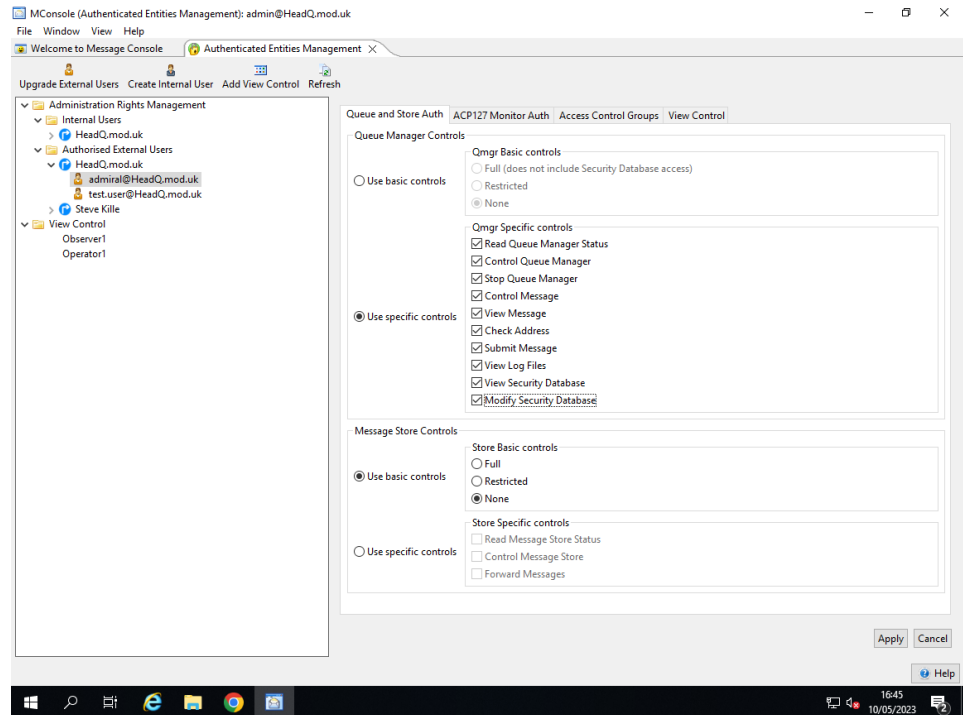 MConsole (Authenticated Entities Management): admin@HeadQ.mod.uk
File Window View Help
Welcome to Message Console Authenticated Entities Management
Upgrade External Users Create Internal User Add View Control Refresh
Administration Rights Management
Internal Users
HeadQ.mod.uk
Authorised External Users
HeadQ.mod.uk
admiral@HeadQ.mod.uk
test.user@HeadQ.mod.uk
Steve Kille
View Control
Observer1
Operator1
Queue and Store Auth ACP127 Monitor Auth Access Control Groups View Control
Queue Manager Controls
Use basic controls
Qmgr Basic controls
Full (does not include Security Database access)
Restricted
None
Use specific controls
Qmgr Specific controls
Read Queue Manager Status
Control Queue Manager
Stop Queue Manager
Control Message
View Message
Check Address
Submit Message
View Log Files
View Security Database
Modify Security Database
Message Store Controls
Use basic controls
Store Basic controls
Full
Restricted
None
Use specific controls
Store Specific controls
Read Message Store Status
Control Message Store
Forward Messages
Apply Cancel
Help
16:45
10/05/2023
2